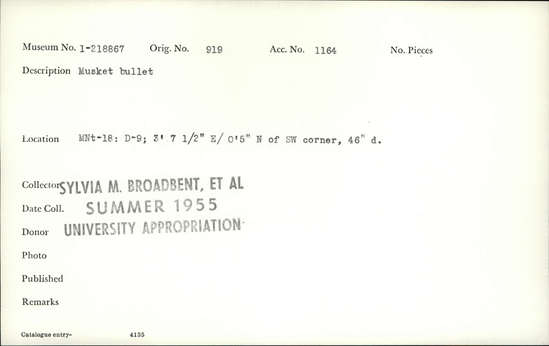 Museum No. 1-218867 Orig. No. 919 Acc. No. 1164 No. Pieces
Description Musket bullet
Location MNt-18: D-9; 3' 7 1/2" E/ 0'5" N of SW corner, 46" d.
Collector SYLVIA M. BROADBENT, ET AL
Date Coll. SUMMER 1955
Donor UNIVERSITY APPROPRIATION
Photo
Published
Remarks
Catalogue entry- 4155